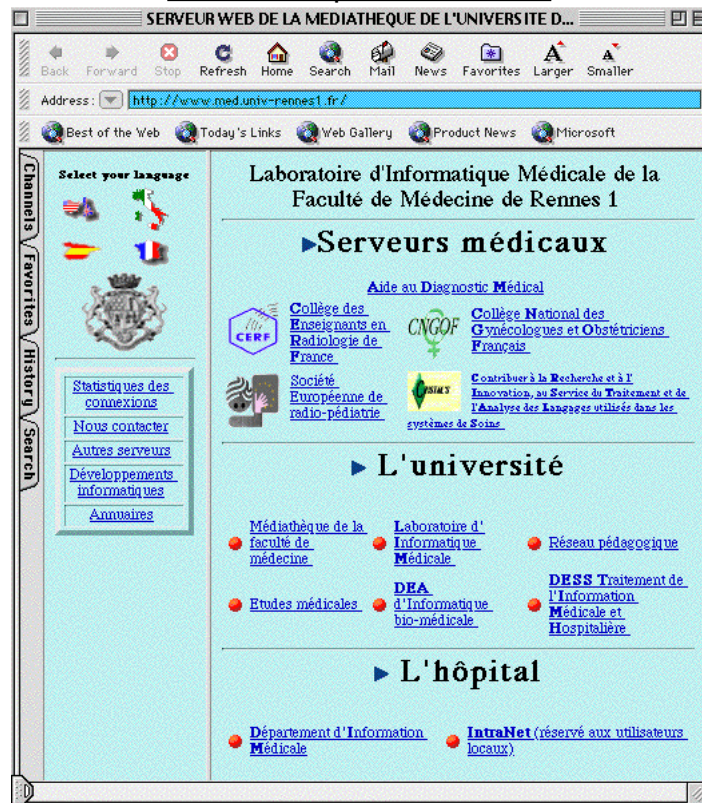 SERVEUR WEB DE LA MEDIATHEQUE DE L'UNIVERSITE D...
Back Forward Stop Refresh Home Search Mail News Favorites Larger Smaller
Address: http://www.med.univ-rennes1.fr/
Best of the Web Today's Links Web Gallery Product News Microsoft
Channels
Favorites
History
Search
Select your language
Statistiques des
connexions
Nous contacter
Autres serveurs
Développements
informatiques
Annuaires
Laboratoire d'Informatique Médicale de la
Faculté de Médecine de Rennes 1
Serveurs médicaux
Aide au Diagnostic Médical
CERF
Collège des
Enseignants en
Radiologie de
France
CNGOF
Collège National des
Gynécologues et Obstétriciens
Français
Société
Européenne de
radio-pédiatrie
Contribuer à la Recherche et à l'
Innovation, au Service du Traitement et de
l'Analyse des Langages utilisés dans les
systèmes de Soins
L'université
Médiathèque de la
faculté de
médecine
Laboratoire d'
Informatique
Médicale
Réseau pédagogique
Etudes médicales
DEA
d'Informatique
bio-médicale
DESS Traitement de
l'Information
Médicale et
Hospitalière
L'hôpital
Département d'Information
Médicale
IntraNet (réservé aux utilisateurs
locaux)